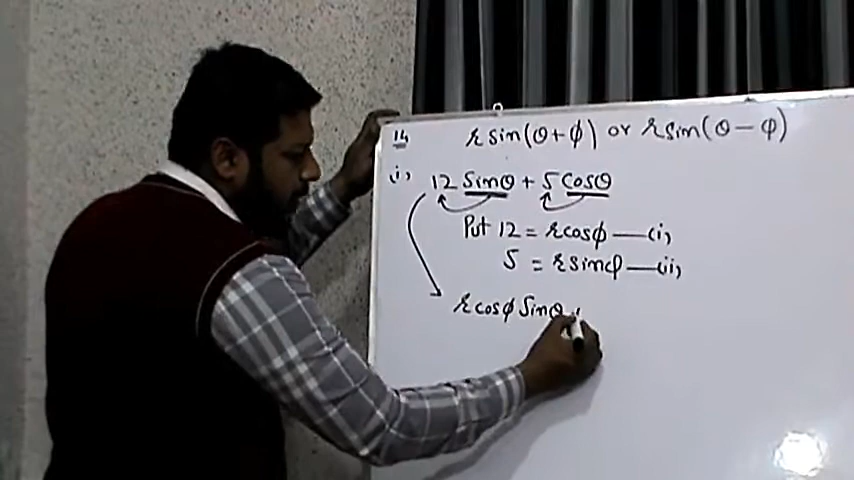 14 r sin(θ+φ) or r sin(θ-φ)
i, 12 Sinθ + 5 Cosθ
Put 12 = r cosφ —(i,
5 = r sinφ —(ii,
r cosφ Sinθ +